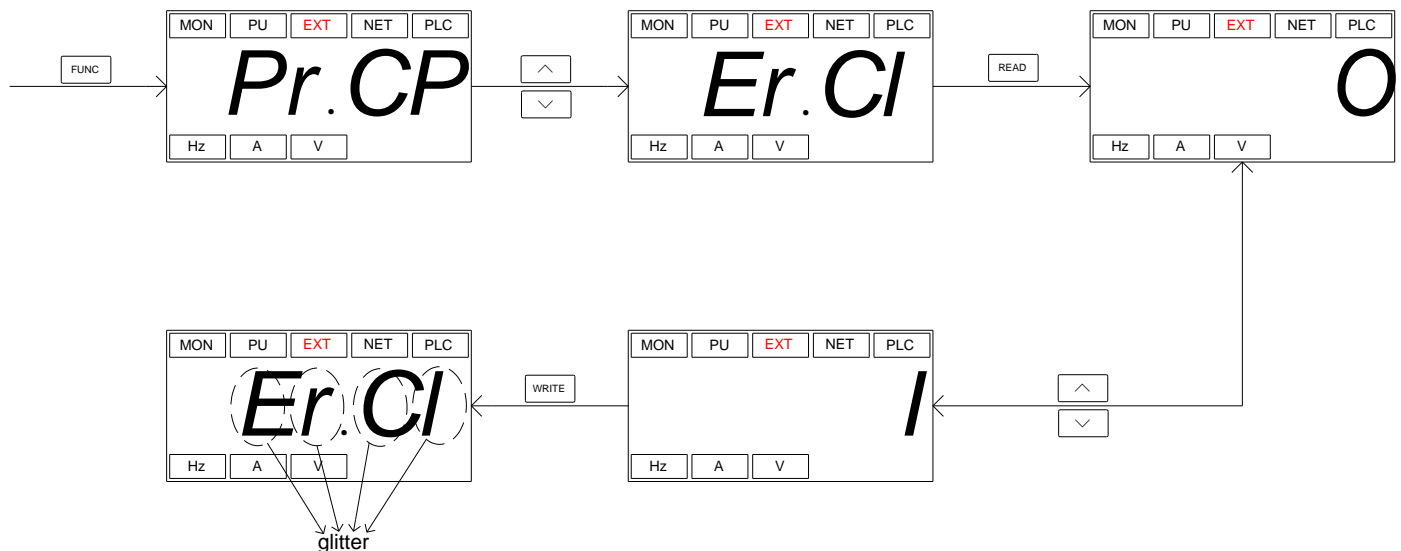 MON PU EXT NET PLC
MON PU EXT NET PLC
MON PU EXT NET PLC
FUNC
Pr.CP
Er.Cl
READ
O
Hz A V
Hz A V
Hz A V
MON PU EXT NET PLC
MON PU EXT NET PLC
Er.Cl
WRITE
I
Hz A V
Hz A V
glitter